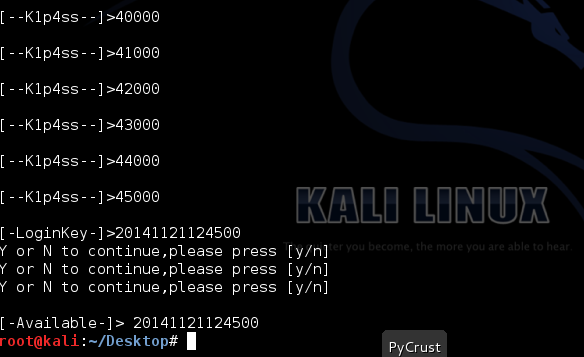 [--K1p4ss--]>40000
[--K1p4ss--]>41000
[--K1p4ss--]>42000
[--K1p4ss--]>43000
[--K1p4ss--]>44000
[--K1p4ss--]>45000
KALI LINUX
[-LoginKey-]>20141121124500
Y or N to continue,please press [y/n]
you become, the more you are able to hear
Y or N to continue,please press [y/n]
Y or N to continue,please press [y/n]
[-Available-]> 20141121124500
root@kali:~/Desktop#
PyCrust